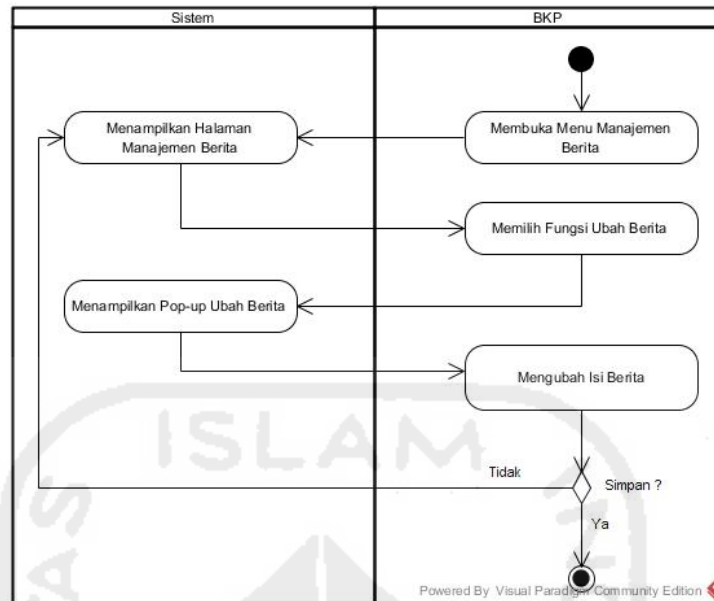 Sistem
BKP
Menampilkan Halaman
Manajemen Berita
Membuka Menu Manajemen
Berita
Memilih Fungsi Ubah Berita
Menampilkan Pop-up Ubah Berita
Mengubah Isi Berita
ISLAM
Tidak
Simpan ?
Ya
Powered By Visual Paradigm Community Edition